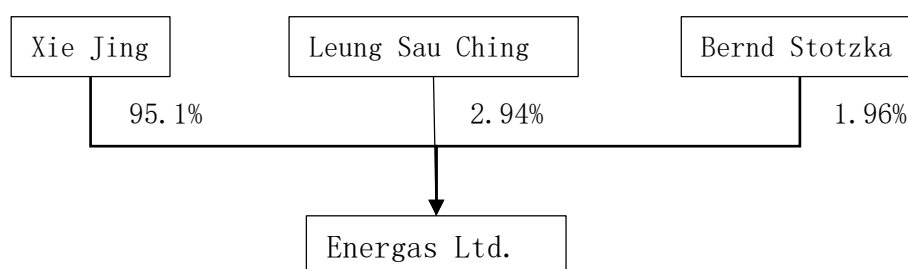 Xie Jing
Leung Sau Ching
Bernd Stotzka
95.1%
2.94%
1.96%
Energas Ltd.